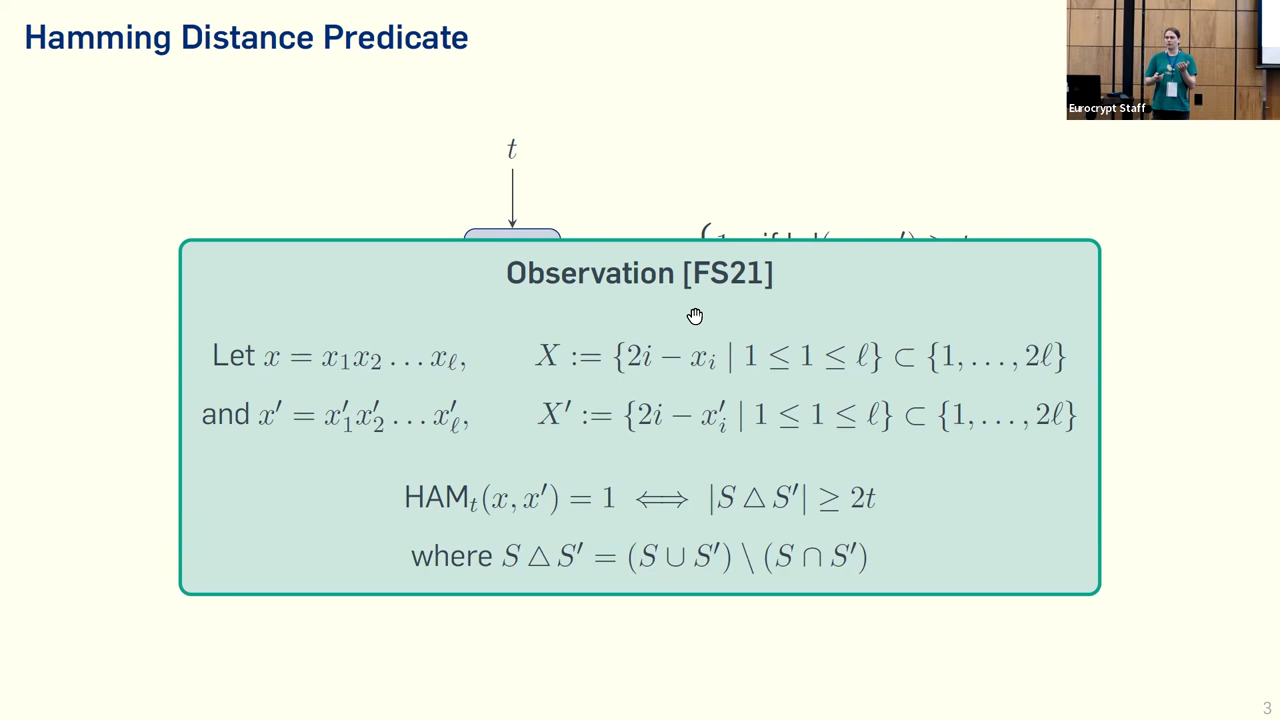 Hamming Distance Predicate
Eurocrypt Staff
t
Observation [FS21]
Let x = x₁x₂ … x_ℓ, X := {2i − x_i | 1 ≤ 1 ≤ ℓ} ⊂ {1, …, 2ℓ}
and x′ = x′₁x′₂ … x′_ℓ, X′ := {2i − x′_i | 1 ≤ 1 ≤ ℓ} ⊂ {1, …, 2ℓ}
HAM_t(x, x′) = 1 ⟺ |S △ S′| ≥ 2t
where S △ S′ = (S ∪ S′) \ (S ∩ S′)
3